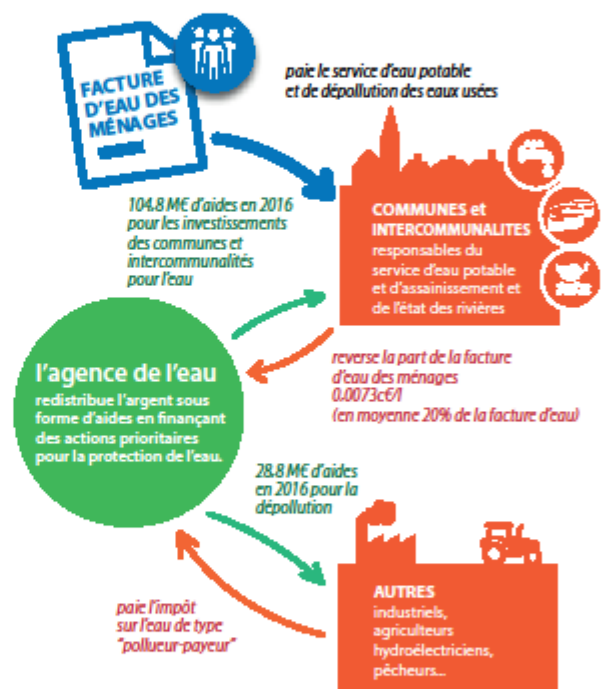 FACTURE
D'EAU DES
MÉNAGES
paie le service d'eau potable
et de dépollution des eaux usées
104.8 M€ d'aides en 2016
pour les investissements
des communes et
intercommunalités
pour l'eau
COMMUNES et
INTERCOMMUNALITES
responsables du
service d'eau potable
et d'assainissement et
de l'état des rivières
l'agence de l'eau
redistribue l'argent sous
forme d'aides en finançant
des actions prioritaires
pour la protection de l'eau.
reverse la part de la facture
d'eau des ménages
0.0073c€/l
(en moyenne 20% de la facture d'eau)
28.8 M€ d'aides
en 2016 pour la
dépollution
paie l'impôt
sur l'eau de type
"pollueur-payeur"
AUTRES
industriels,
agriculteurs
hydroélectriciens,
pêcheurs...